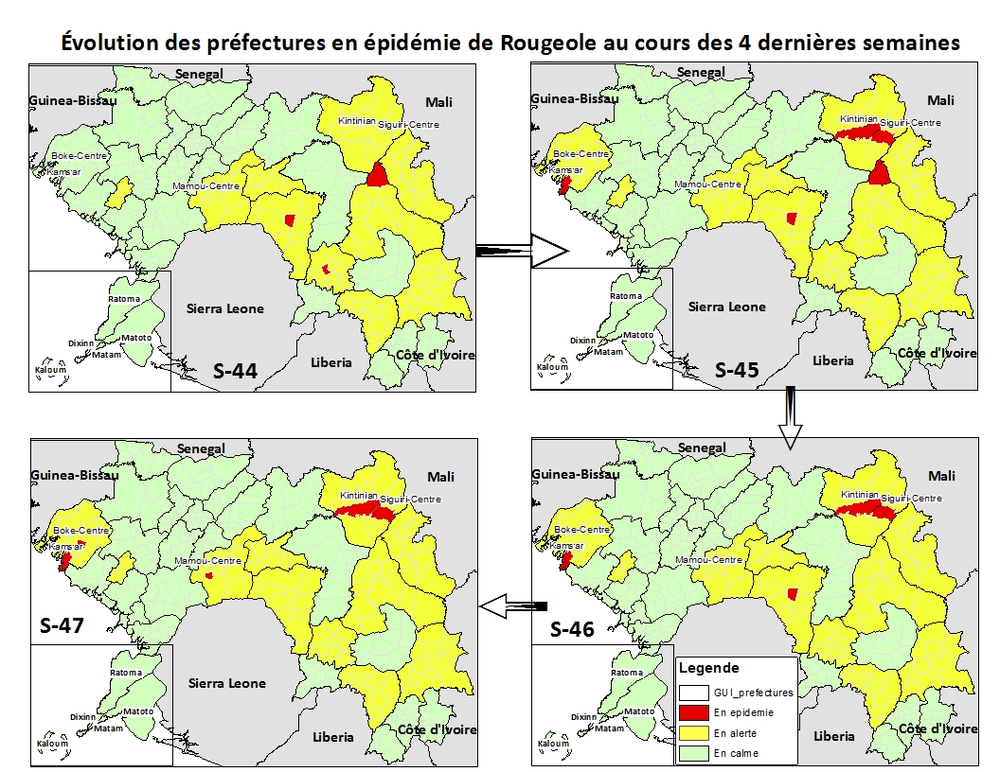 Évolution des préfectures en épidémie de Rougeole au cours des 4 dernières semaines
Senegal
Guinea-Bissau
Mali
Kintinian
Siguiri-Centre
Boke-Centre
Kamsar
Mamou-Centre
Ratoma
Sierra Leone
Dixinn
Matoto
Matam
Kaloum
Liberia
Côte d'Ivoire
S-44
Senegal
Guinea-Bissau
Mali
Kintinian
Siguiri-Centre
Boke-Centre
Kamsar
Mamou-Centre
Ratoma
Sierra Leone
Dixinn
Matoto
Matam
Kaloum
Liberia
Côte d'Ivoire
S-45
Senegal
Guinea-Bissau
Mali
Kintinian
Siguiri-Centre
Boke-Centre
Kamsar
Mamou-Centre
S-47
Ratoma
Sierra Leone
Dixinn
Matoto
Matam
Kaloum
Liberia
Côte d'Ivoire
Senegal
Guinea-Bissau
Mali
Kintinian
Siguiri-Centre
Boke-Centre
Kamsar
Mamou-Centre
S-46
Ratoma
Dixinn
Matoto
Matam
Kaloum
Liberia
Côte d'Ivoire
Legende
GUI_prefectures
En epidemie
En alerte
En calme